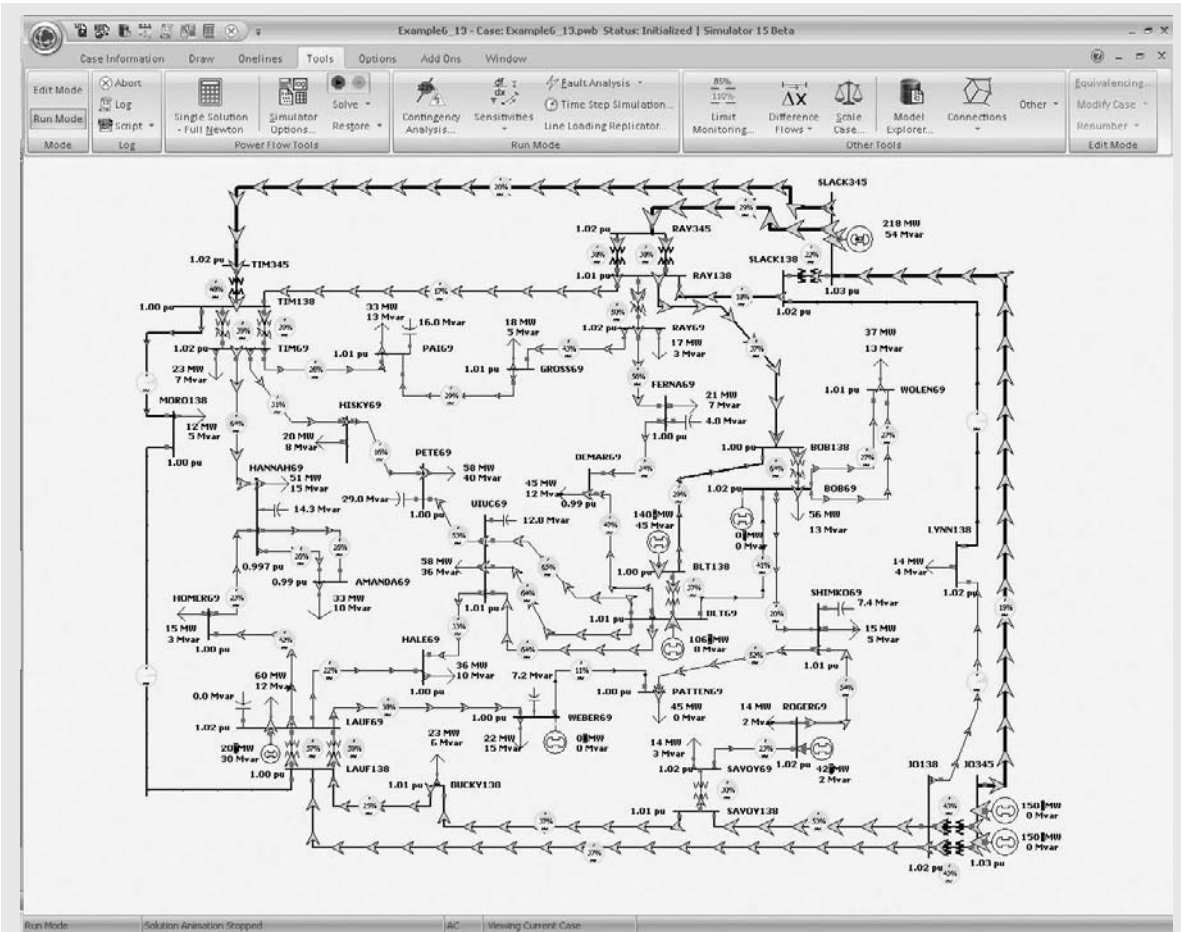 Example6_13 - Case: Example6_13.pwb Status: Initialized | Simulator 15 Beta
Case Information Draw Onelines Tools Options Add Ons Window
Edit Mode
Run Mode
Mode
Abort
Log
Script
Log
Single Solution - Full Newton
Simulator Options...
Solve
Restore
Power Flow Tools
Contingency Analysis...
Sensitivities
Fault Analysis
Time Step Simulation...
Line Loading Replicator...
Run Mode
Limit Monitoring...
Difference Flows
Scale Case...
Model Explorer...
Connections
Other
Other Tools
Equivalencing...
Modify Case
Renumber
Edit Mode
SLACK345
20%
29%
218 MW
54 Mvar
1.02 pu RAY345
SLACK138
1.02 pu TIM345
1.01 pu RAY138
1.03 pu
1.00 pu TIM138
17%
18%
1.02 pu
33 MW
13 Mvar
16.0 Mvar
18 MW
5 Mvar
1.02 pu RAY69
17 MW
3 Mvar
37%
37 MW
13 Mvar
1.02 pu TIM69
1.01 pu PAI69
1.01 pu GROSS69
23 MW
7 Mvar
26%
29%
FERNA69
21 MW
7 Mvar
4.0 Mvar
1.00 pu
1.01 pu WOLEN69
MORO138
12 MW
5 Mvar
1.00 pu
HISKY69
20 MW
8 Mvar
16%
PETE69
58 MW
40 Mvar
29.0 Mvar
1.00 pu
DEMAR69
45 MW
12 Mvar
0.99 pu
1.00 pu BOB138
1.02 pu BOB69
56 MW
13 Mvar
0 MW
0 Mvar
HANNAH69
51 MW
15 Mvar
14.3 Mvar
0.997 pu
UIUC69
12.0 Mvar
58 MW
36 Mvar
1.01 pu
140 MW
45 Mvar
1.00 pu BLT138
LYNN138
14 MW
4 Mvar
1.02 pu
0.99 pu AMANDA69
33 MW
10 Mvar
1.01 pu BLT69
106 MW
0 Mvar
SHIMKO69
7.4 Mvar
15 MW
5 Mvar
1.01 pu
19%
HOMER69
15 MW
3 Mvar
1.00 pu
HALE69
36 MW
10 Mvar
1.00 pu
22%
60 MW
12 Mvar
0.0 Mvar
7.2 Mvar
11%
1.00 pu PATTEN69
45 MW
0 Mvar
1.02 pu LAUF69
1.00 pu WEBER69
22 MW
15 Mvar
0 MW
0 Mvar
14 MW
2 Mvar
ROGER69
1.02 pu
42 MW
2 Mvar
20 MW
30 Mvar
1.00 pu LAUF138
23 MW
6 Mvar
1.01 pu BUCKY138
14 MW
3 Mvar
1.02 pu SAVOY69
23%
1.01 pu SAVOY138
JO138
JO345
150 MW
0 Mvar
150 MW
0 Mvar
1.02 pu
1.03 pu
Run Mode
Solution Animation Stopped
AC
Viewing Current Case